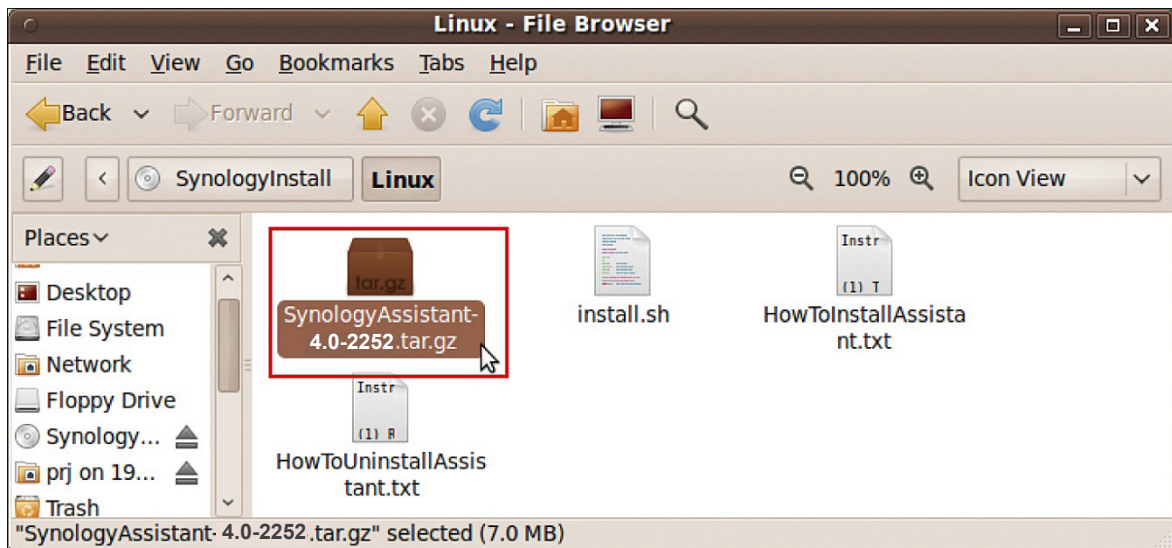 Linux - File Browser
File Edit View Go Bookmarks Tabs Help
Back Forward
SynologyInstall Linux 100% Icon View
Places
Desktop
File System
Network
Floppy Drive
Synology...
prj on 19...
Trash
tar.gz
SynologyAssistant-
4.0-2252.tar.gz
install.sh
Instr
(1) T
HowToInstallAssista
nt.txt
Instr
(1) R
HowToUninstallAssis
tant.txt
"SynologyAssistant- 4.0-2252.tar.gz" selected (7.0 MB)